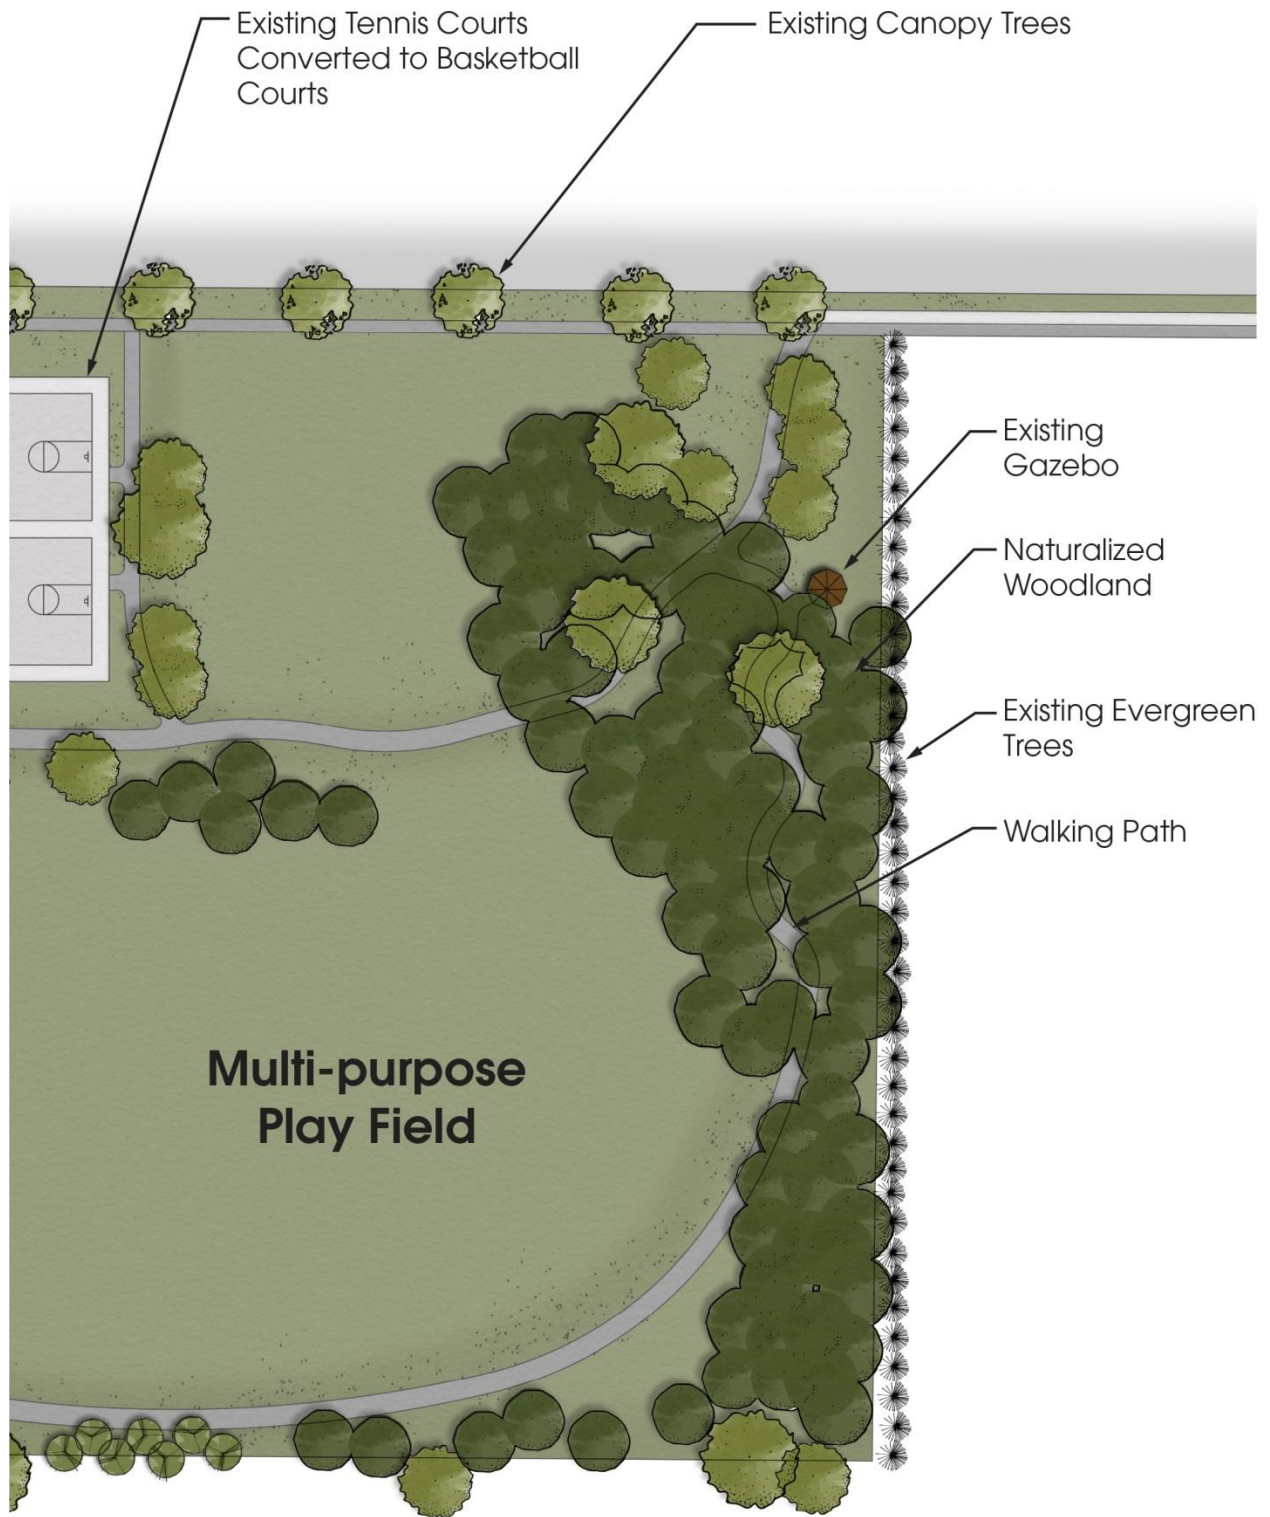 Existing Tennis Courts
Converted to Basketball
Courts
Existing Canopy Trees
Existing
Gazebo
Naturalized
Woodland
Existing Evergreen
Trees
Walking Path
Multi-purpose
Play Field